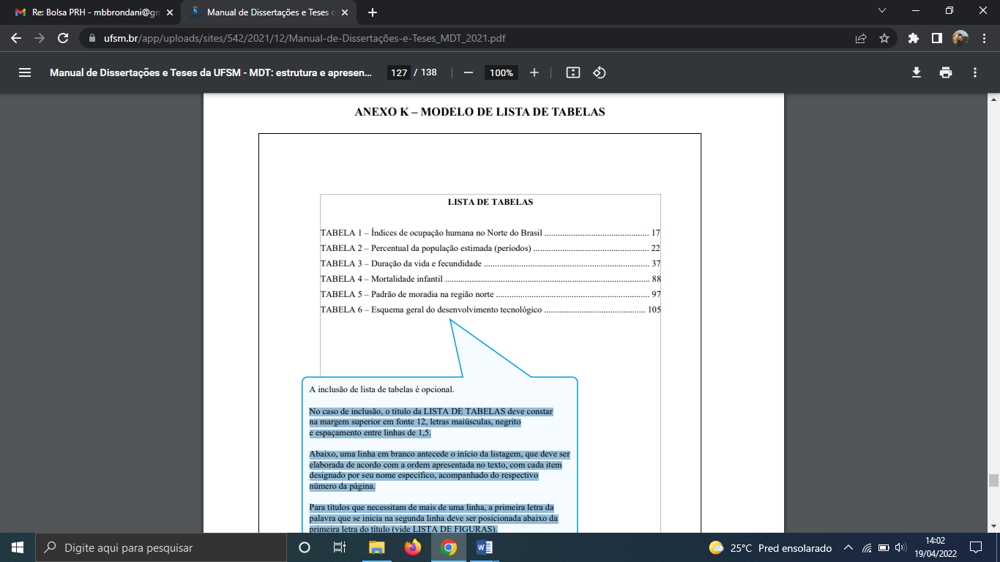 Re: Bolsa PRH - mbbrondani@gm
Manual de Dissertações e Teses d
ufsm.br/app/uploads/sites/542/2021/12/Manual-de-Dissertações-e-Teses_MDT_2021.pdf
Manual de Dissertações e Teses da UFSM - MDT: estrutura e apresen...
127 / 138
100%
ANEXO K – MODELO DE LISTA DE TABELAS
LISTA DE TABELAS
TABELA 1 – Índices de ocupação humana no Norte do Brasil ................................................ 17
TABELA 2 – Percentual da população estimada (períodos) ..................................................... 22
TABELA 3 – Duração da vida e fecundidade ............................................................................ 37
TABELA 4 – Mortalidade infantil .............................................................................................. 88
TABELA 5 – Padrão de moradia na região norte ...................................................................... 97
TABELA 6 – Esquema geral do desenvolvimento tecnológico .............................................. 105
A inclusão de lista de tabelas é opcional.
No caso de inclusão, o título da LISTA DE TABELAS deve constar
na margem superior em fonte 12, letras maiúsculas, negrito
e espaçamento entre linhas de 1,5.
Abaixo, uma linha em branco antecede o início da listagem, que deve ser
elaborada de acordo com a ordem apresentada no texto, com cada item
designado por seu nome específico, acompanhado do respectivo
número da página.
Para títulos que necessitam de mais de uma linha, a primeira letra da
palavra que se inicia na segunda linha deve ser posicionada abaixo da
primeira letra do título (vide LISTA DE FIGURAS).
Digite aqui para pesquisar
25°C Pred ensolarado
14:02
19/04/2022